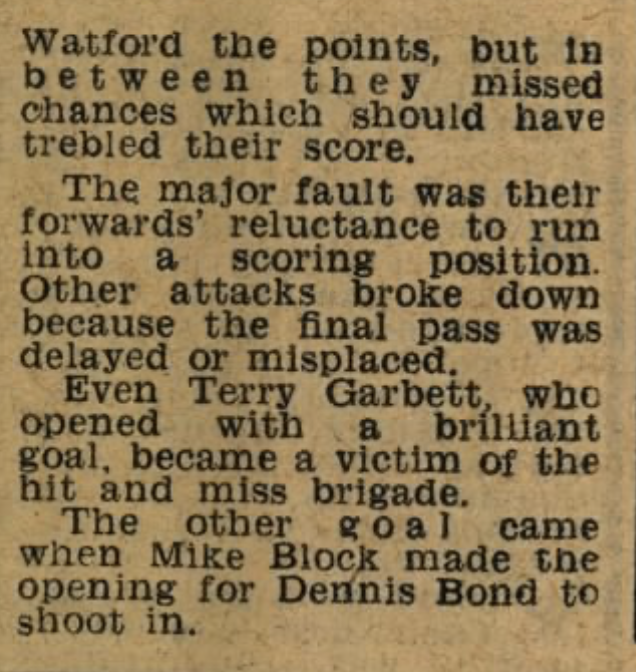 Watford the points, but in
between they missed
chances which should have
trebled their score.
The major fault was their
forwards' reluctance to run
into a scoring position.
Other attacks broke down
because the final pass was
delayed or misplaced.
Even Terry Garbett, who
opened with a brilliant
goal, became a victim of the
hit and miss brigade.
The other goal came
when Mike Block made the
opening for Dennis Bond to
shoot in.